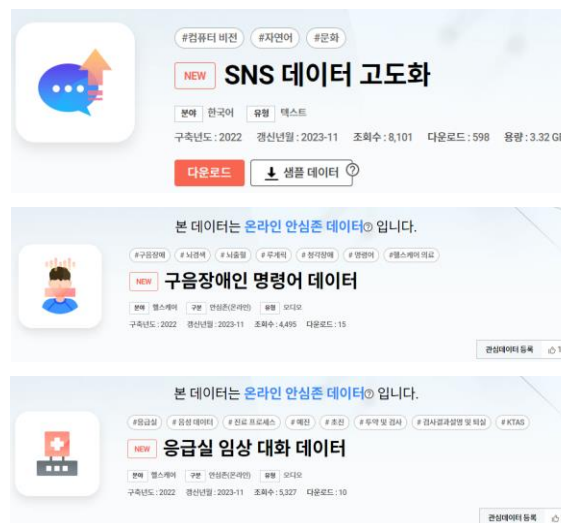 #컴퓨터 비전 #자연어 #문화
NEW SNS 데이터 고도화
분야 한국어 유형 텍스트
구축년도 : 2022 갱신년월 : 2023-11 조회수 : 8,101 다운로드 : 598 용량 : 3.32 GB
다운로드 샘플 데이터 ?
본 데이터는 온라인 안심존 데이터? 입니다.
#구음장애 #뇌경색 #뇌출혈 #루게릭 #청각장애 #명령어 #헬스케어 의료
NEW 구음장애인 명령어 데이터
분야 헬스케어 구분 안심존(온라인) 유형 오디오
구축년도 : 2022 갱신년월 : 2023-11 조회수 : 4,495 다운로드 : 15
관심데이터 등록 1
본 데이터는 온라인 안심존 데이터? 입니다.
#응급실 #음성 데이터 #진료 프로세스 #예진 #초진 #투약 및 검사 #검사결과설명 및 퇴실 #KTAS
NEW 응급실 임상 대화 데이터
분야 헬스케어 구분 안심존(온라인) 유형 오디오
구축년도 : 2022 갱신년월 : 2023-11 조회수 : 5,327 다운로드 : 10
관심데이터 등록